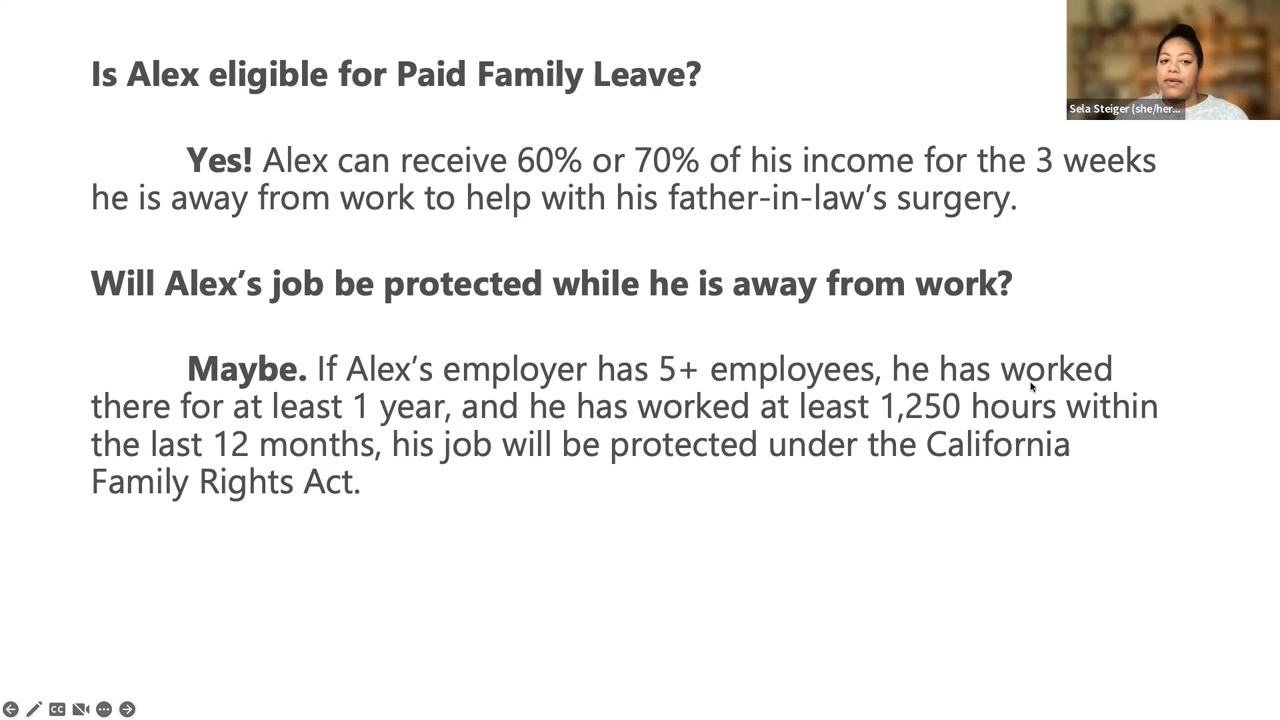 Is Alex eligible for Paid Family Leave?
Yes! Alex can receive 60% or 70% of his income for the 3 weeks
he is away from work to help with his father-in-law’s surgery.
Will Alex’s job be protected while he is away from work?
Maybe. If Alex’s employer has 5+ employees, he has worked
there for at least 1 year, and he has worked at least 1,250 hours within
the last 12 months, his job will be protected under the California
Family Rights Act.
Sela Steiger (she/her...
CC